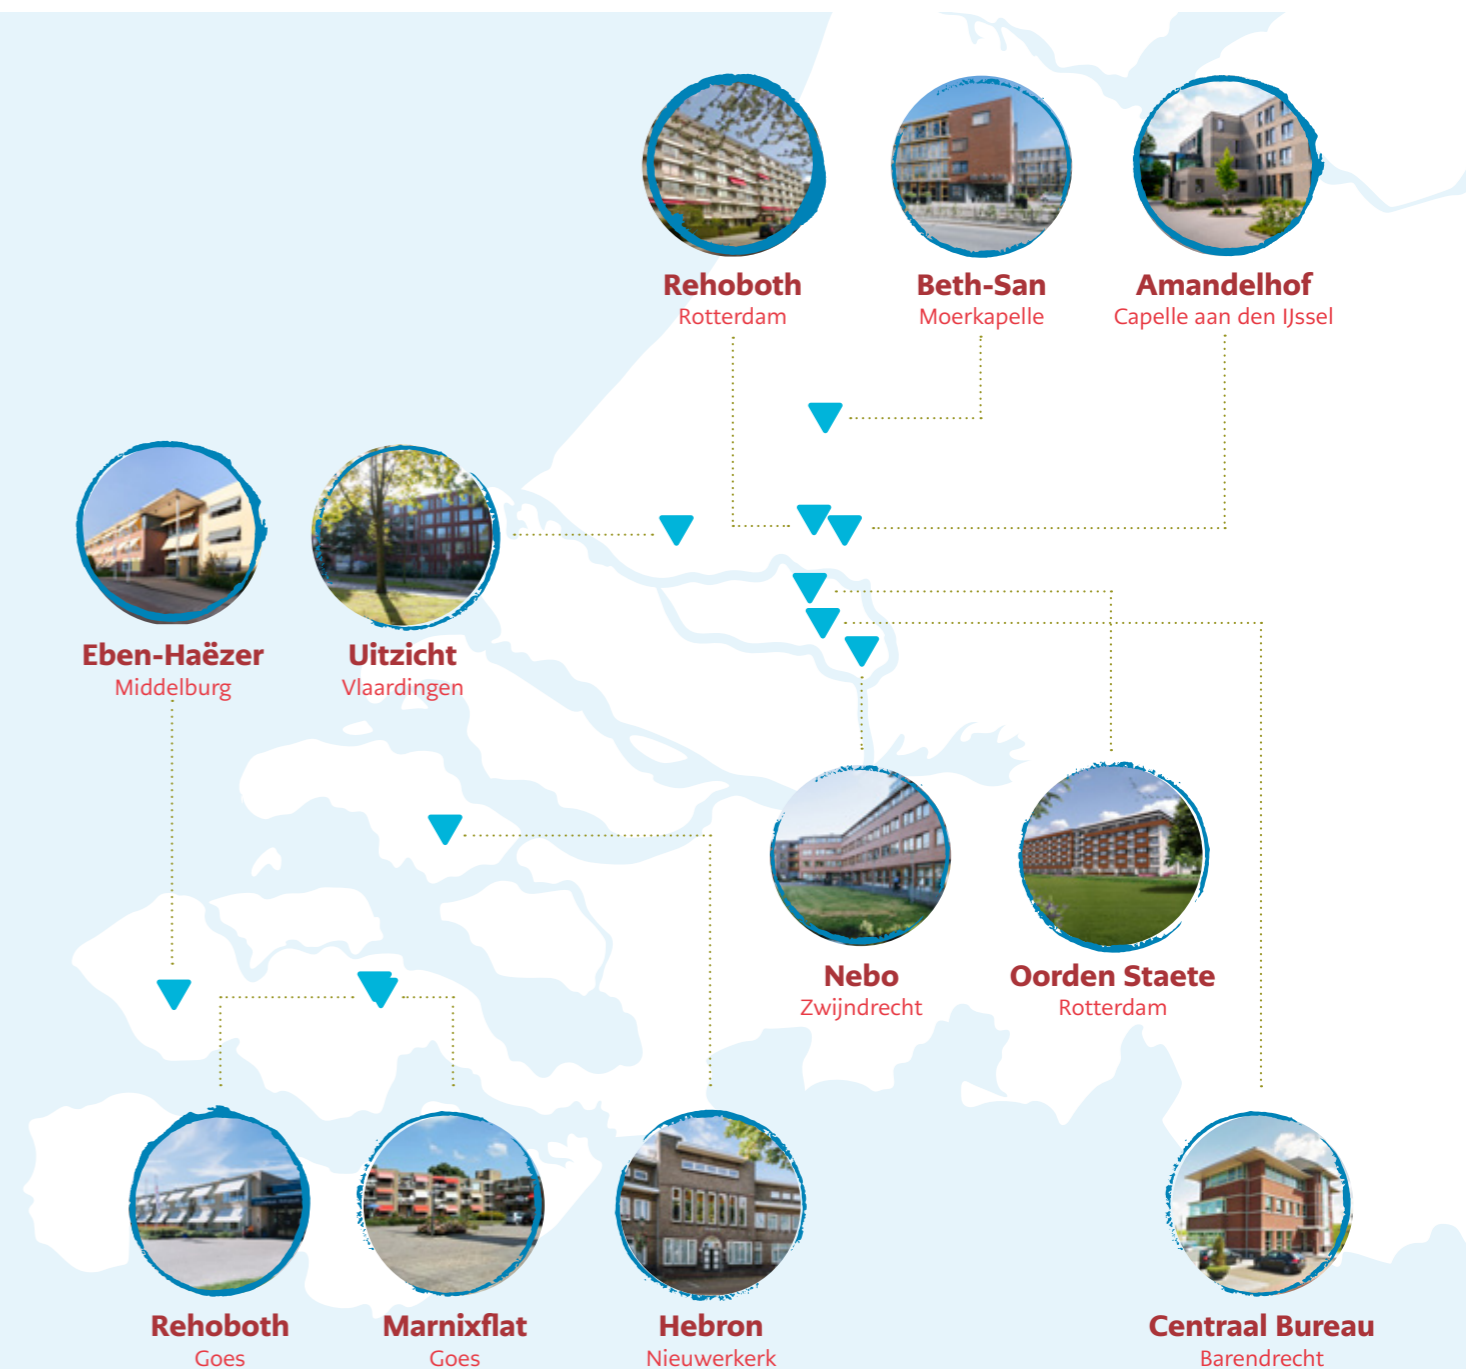 Rehoboth
Rotterdam
Beth-San
Moerkapelle
Amandelhof
Capelle aan den IJssel
Eben-Haëzer
Middelburg
Uitzicht
Vlaardingen
Nebo
Zwijndrecht
Oorden Staete
Rotterdam
Rehoboth
Goes
Marnixflat
Goes
Hebron
Nieuwerkerk
Centraal Bureau
Barendrecht